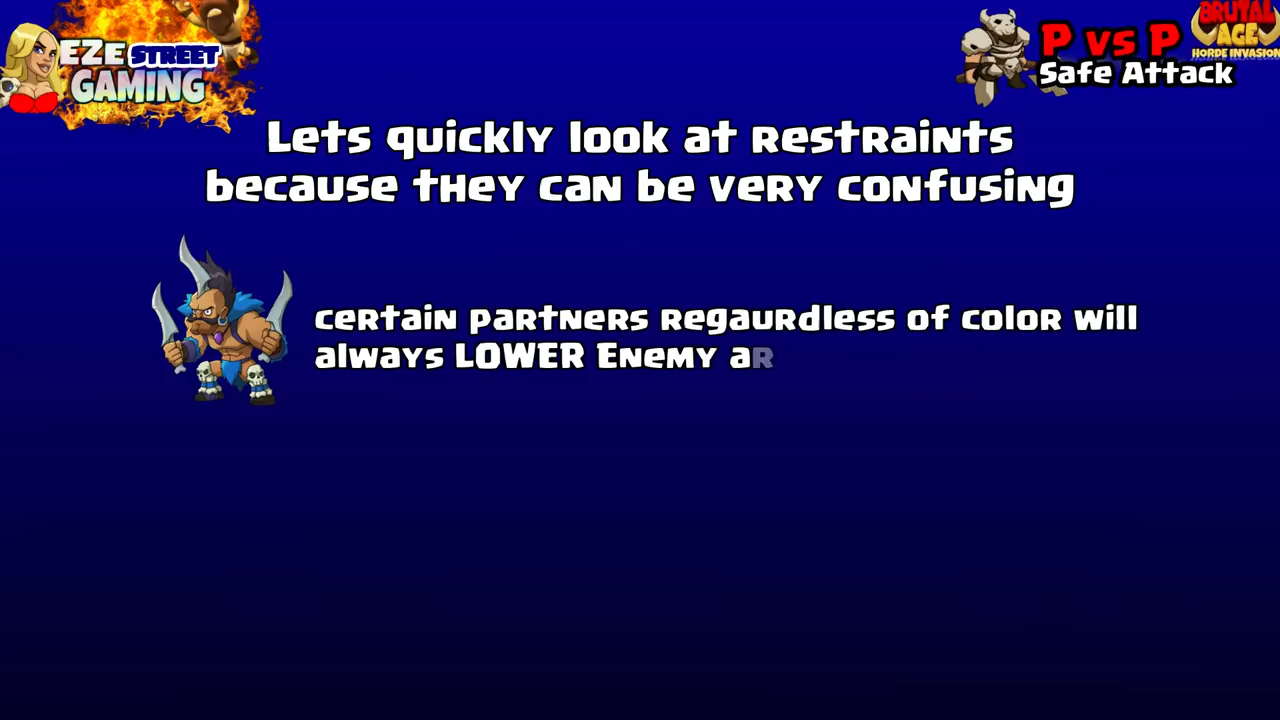 EZE STREET
GAMING
P vs P
Safe Attack
BRUTAL
AGE
HORDE INVASION
Lets quickly look at restraints
because they can be very confusing
certain partners regaurdless of color will
always LOWER Enemy ar